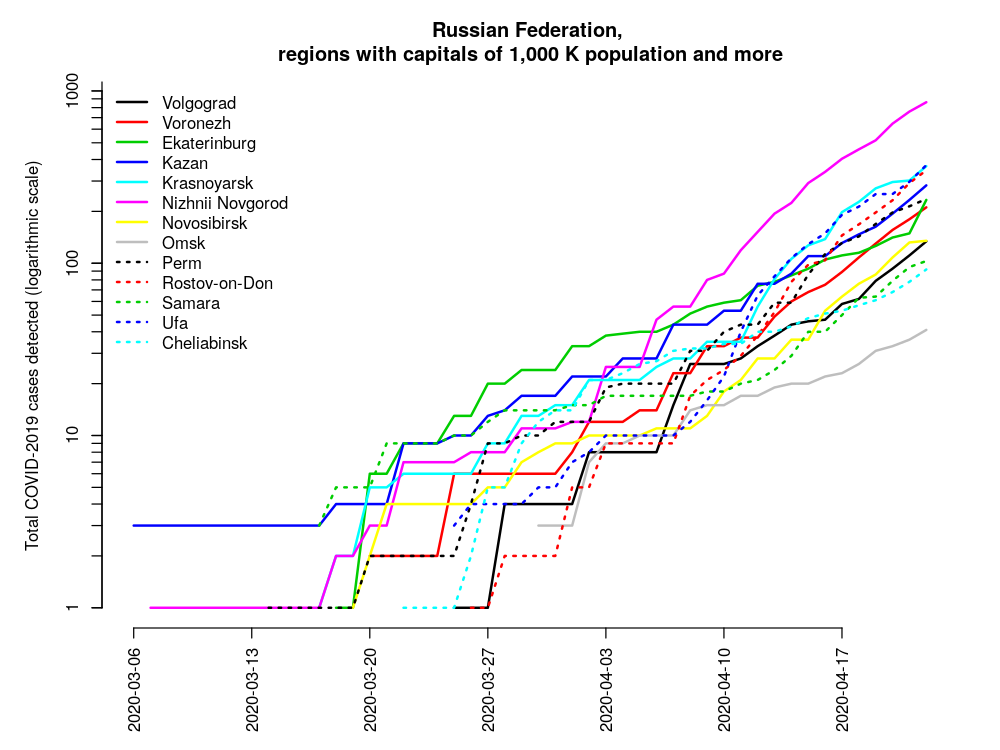 Russian Federation,
regions with capitals of 1,000 K population and more
Total COVID-2019 cases detected (logarithmic scale)
1000
100
10
1
Volgograd
Voronezh
Ekaterinburg
Kazan
Krasnoyarsk
Nizhnii Novgorod
Novosibirsk
Omsk
Perm
Rostov-on-Don
Samara
Ufa
Cheliabinsk
2020-03-06
2020-03-13
2020-03-20
2020-03-27
2020-04-03
2020-04-10
2020-04-17